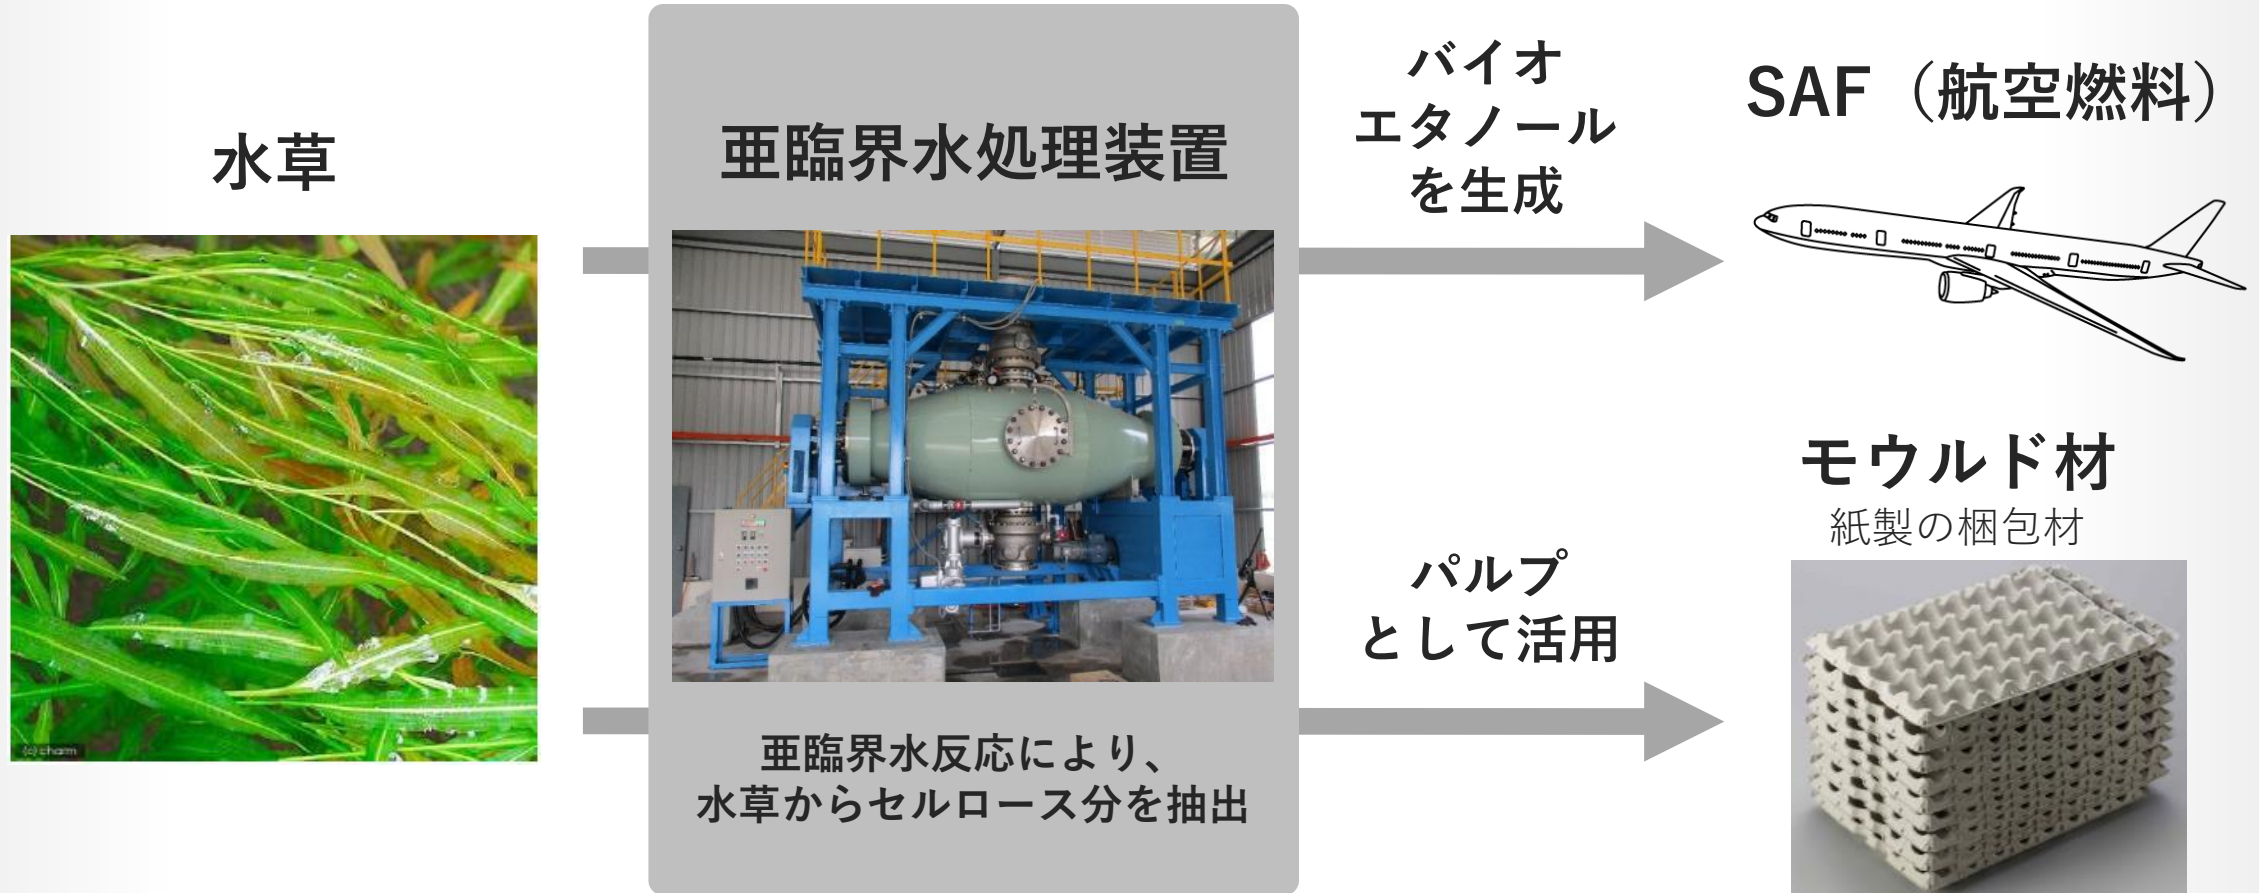 水草
(c) charm
亜臨界水処理装置
亜臨界水反応により、
水草からセルロース分を抽出
バイオ
エタノール
を生成
SAF（航空燃料）
パルプ
として活用
モウルド材
紙製の梱包材